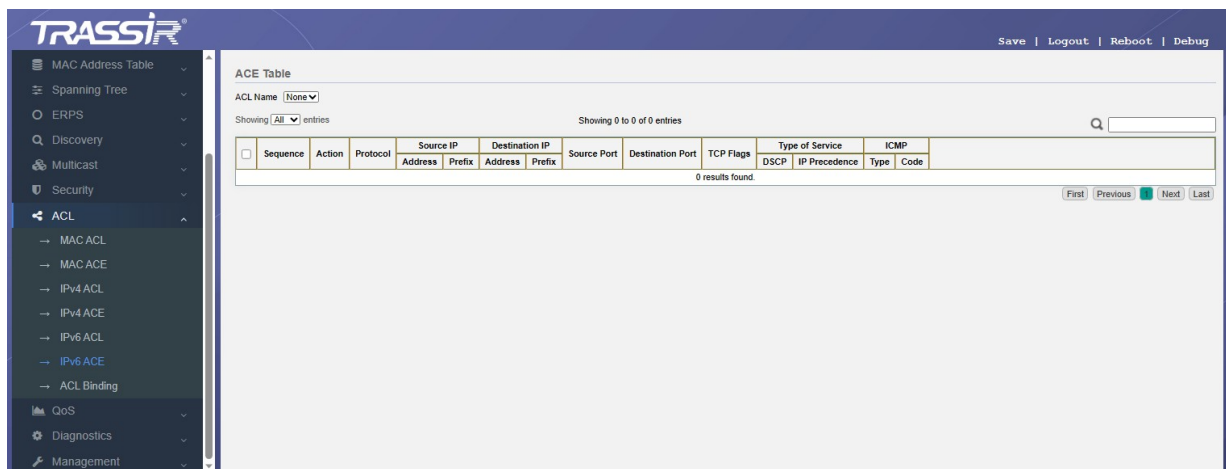 TRASSIR®
Save | Logout | Reboot | Debug
MAC Address Table
Spanning Tree
ERPS
Discovery
Multicast
Security
ACL
→ MAC ACL
→ MAC ACE
→ IPv4 ACL
→ IPv4 ACE
→ IPv6 ACL
→ IPv6 ACE
→ ACL Binding
QoS
Diagnostics
Management
ACE Table
ACL Name None
Showing All entries Showing 0 to 0 of 0 entries
Sequence Action Protocol Source IP Destination IP Source Port Destination Port TCP Flags Type of Service ICMP
Address Prefix Address Prefix DSCP IP Precedence Type Code
0 results found.
First Previous 1 Next Last